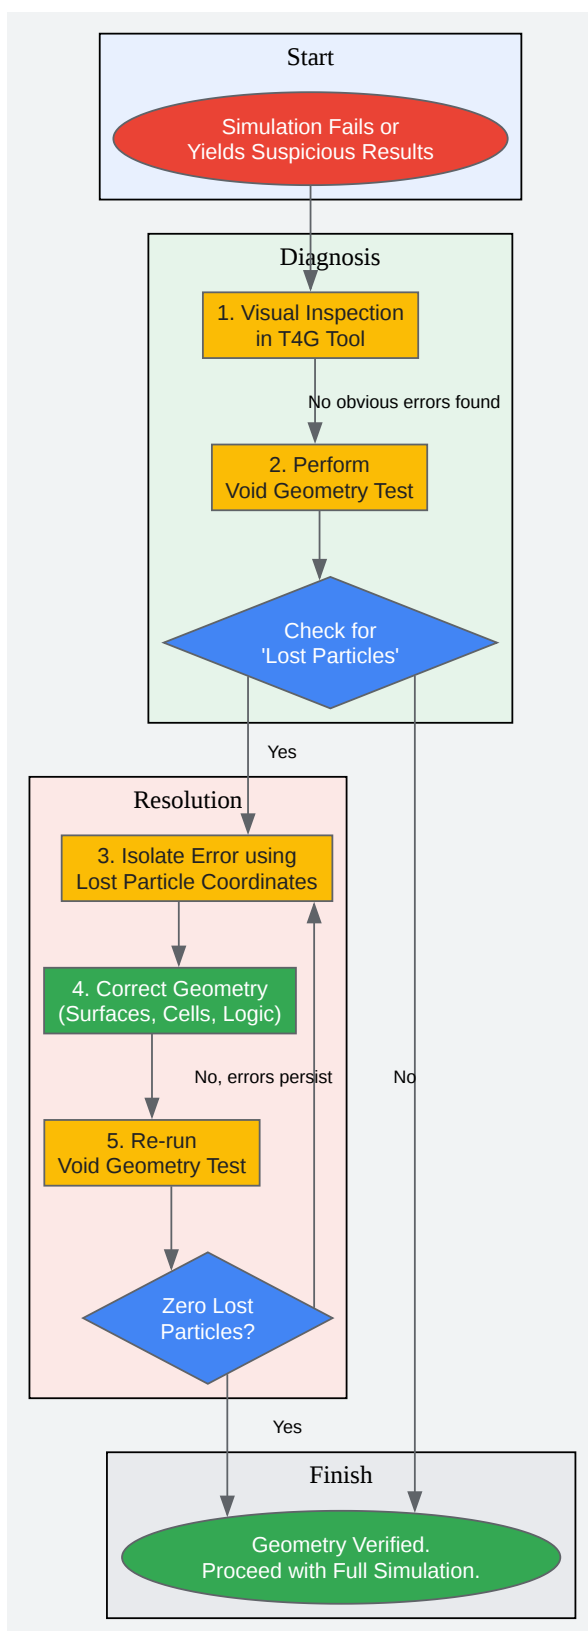 Start
Simulation Fails or
Yields Suspicious Results
Diagnosis
1. Visual Inspection
in T4G Tool
No obvious errors found
2. Perform
Void Geometry Test
Check for
'Lost Particles'
Yes
Resolution
3. Isolate Error using
Lost Particle Coordinates
4. Correct Geometry
(Surfaces, Cells, Logic)
No, errors persist
No
5. Re-run
Void Geometry Test
Zero Lost
Particles?
Yes
Finish
Geometry Verified.
Proceed with Full Simulation.